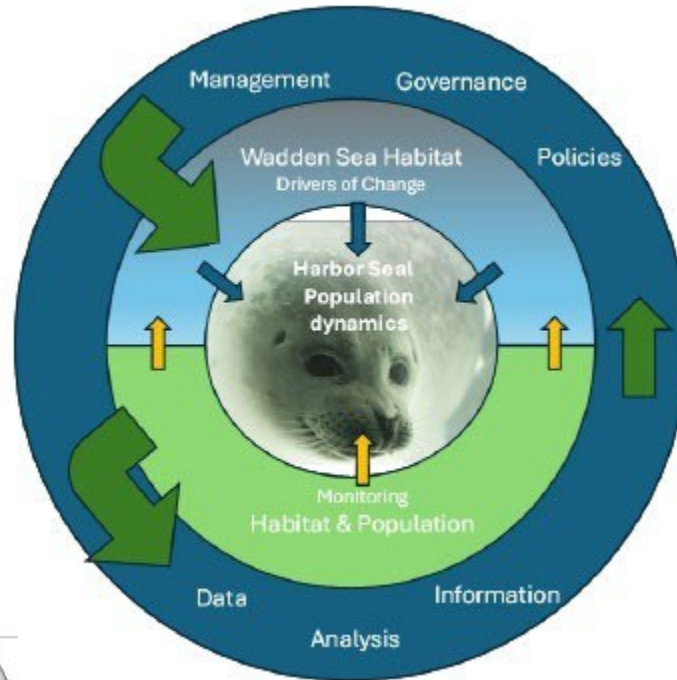 Management
Governance
Policies
Wadden Sea Habitat
Drivers of Change
Harbor Seal
Population
dynamics
Monitoring
Habitat & Population
Data
Analysis
Information